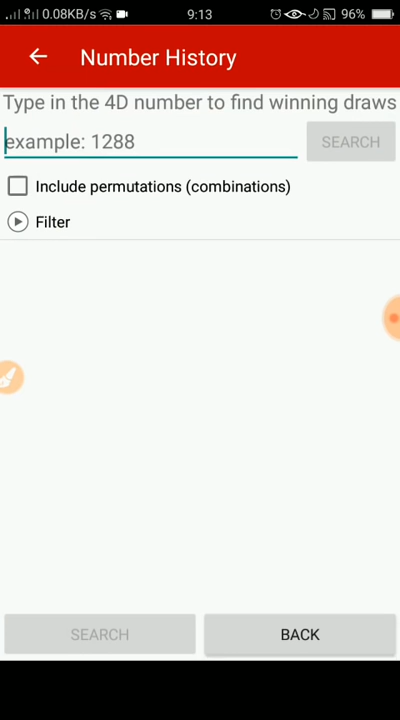 0.08KB/s 9:13 96%
Number History
Type in the 4D number to find winning draws
example: 1288 SEARCH
Include permutations (combinations)
Filter
SEARCH BACK